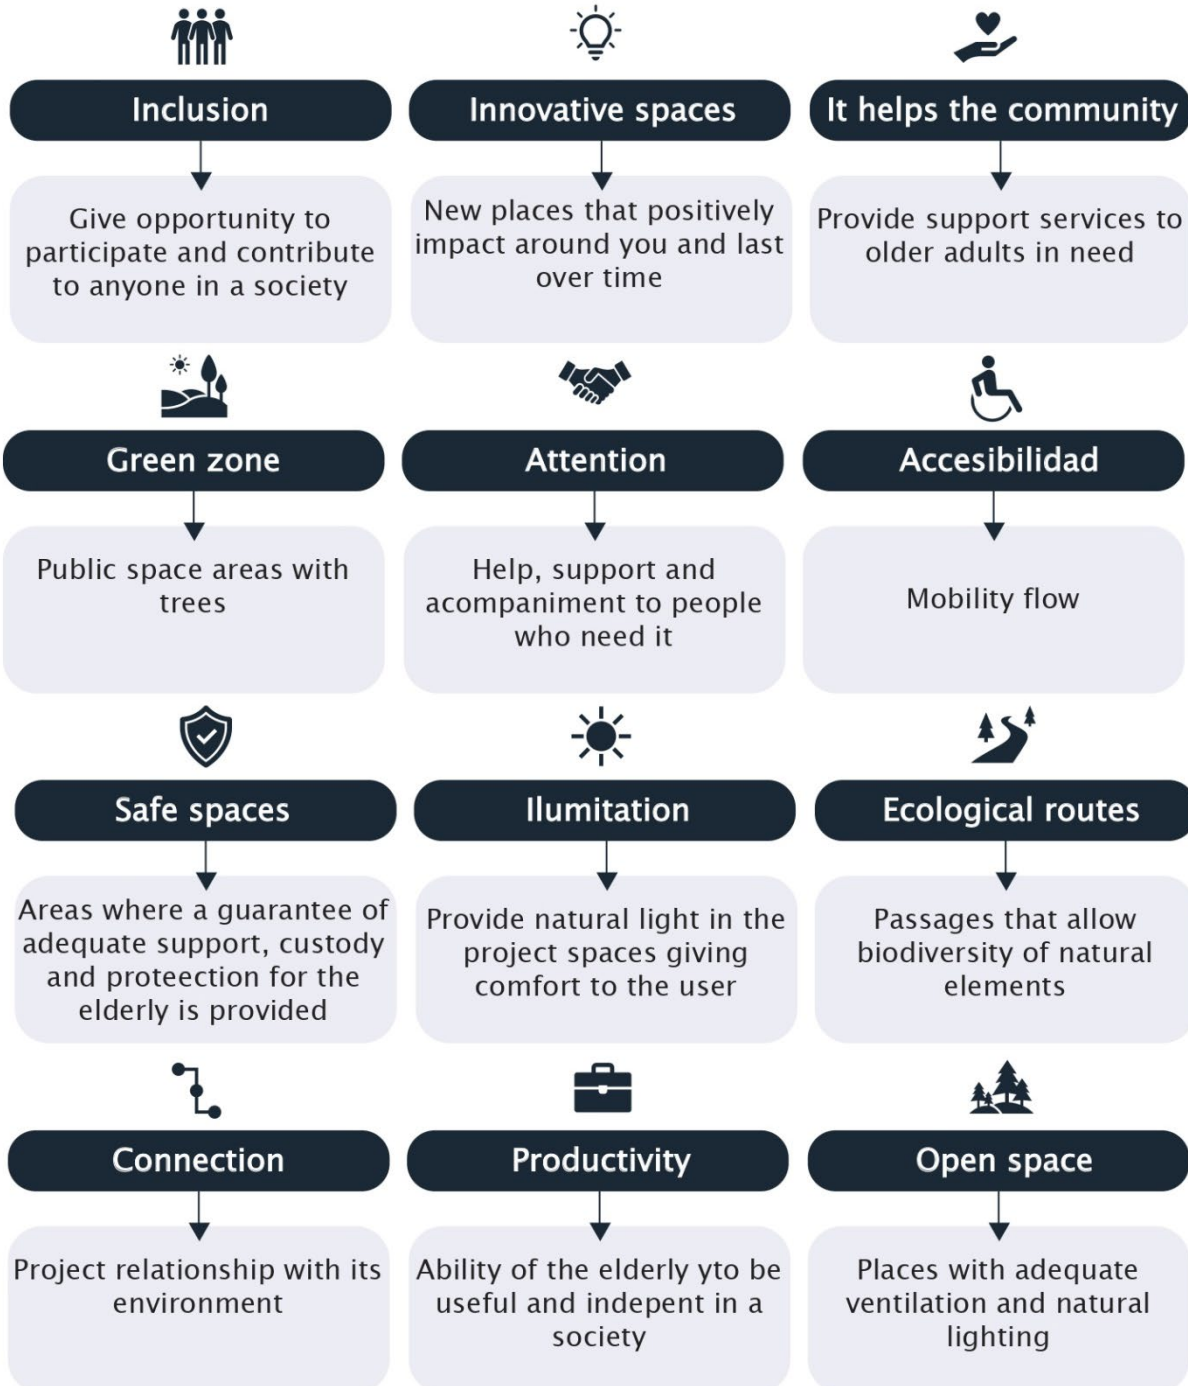 Inclusion
Innovative spaces
It helps the community
Give opportunity to
participate and contribute
to anyone in a society
New places that positively
impact around you and last
over time
Provide support services to
older adults in need
Green zone
Attention
Accesibilidad
Public space areas with
trees
Help, support and
acompaniment to people
who need it
Mobility flow
Safe spaces
Ilumitation
Ecological routes
Areas where a guarantee of
adequate support, custody
and proteection for the
elderly is provided
Provide natural light in the
project spaces giving
comfort to the user
Passages that allow
biodiversity of natural
elements
Connection
Productivity
Open space
Project relationship with its
environment
Ability of the elderly yto be
useful and indepent in a
society
Places with adequate
ventilation and natural
lighting